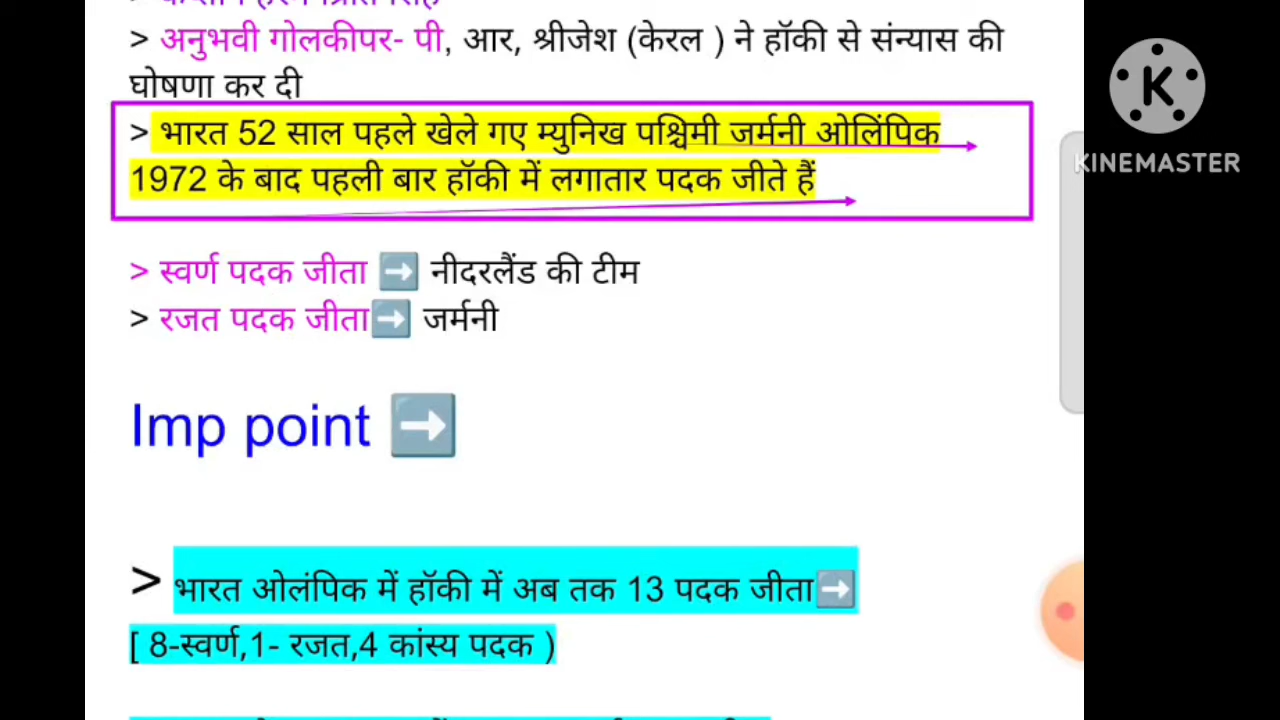 > अनुभवी गोलकीपर- पी, आर, श्रीजेश (केरल ) ने हॉकी से संन्यास की
घोषणा कर दी
> भारत 52 साल पहले खेले गए म्युनिख पश्चिमी जर्मनी ओलिंपिक
1972 के बाद पहली बार हॉकी में लगातार पदक जीते हैं
> स्वर्ण पदक जीता ➡️ नीदरलैंड की टीम
> रजत पदक जीता➡️ जर्मनी
Imp point ➡️
> भारत ओलंपिक में हॉकी में अब तक 13 पदक जीता➡️
[ 8-स्वर्ण,1- रजत,4 कांस्य पदक )
K
KINEMASTER